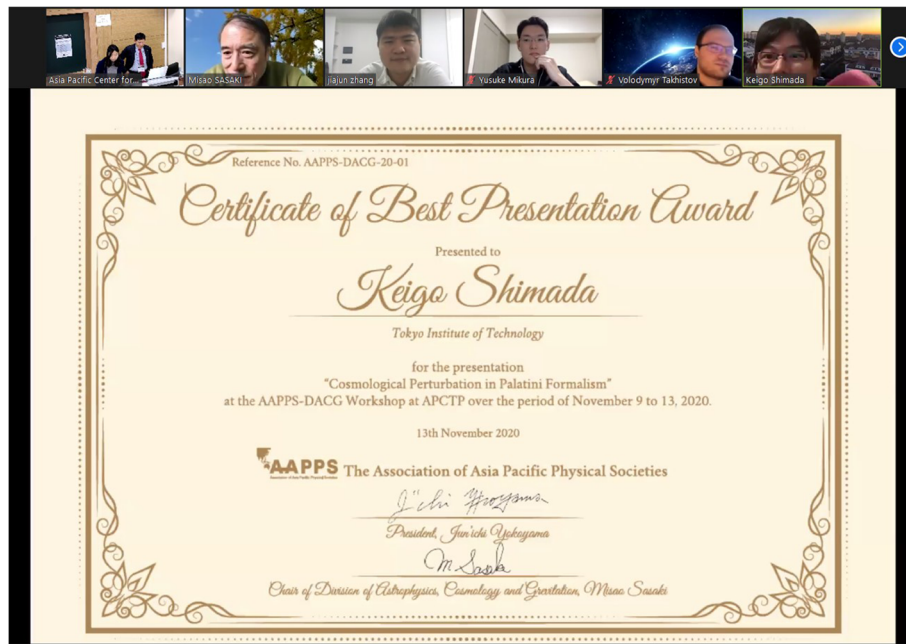 Asia Pacific Center for...
Misao SASAKI
jiajun zhang
Yusuke Mikura
Volodymyr Takhistov
Keigo Shimada
Reference No. AAPPS-DACG-20-01
Certificate of Best Presentation Award
Presented to
Keigo Shimada
Tokyo Institute of Technology
for the presentation
"Cosmological Perturbation in Palatini Formalism"
at the AAPPS-DACG Workshop at APCTP over the period of November 9 to 13, 2020.
13th November 2020
AAPPS The Association of Asia Pacific Physical Societies
J'ichi Yokoyama
President, Jun'ichi Yokoyama
M Sasaki
Chair of Division of Astrophysics, Cosmology and Gravitation, Misao Sasaki